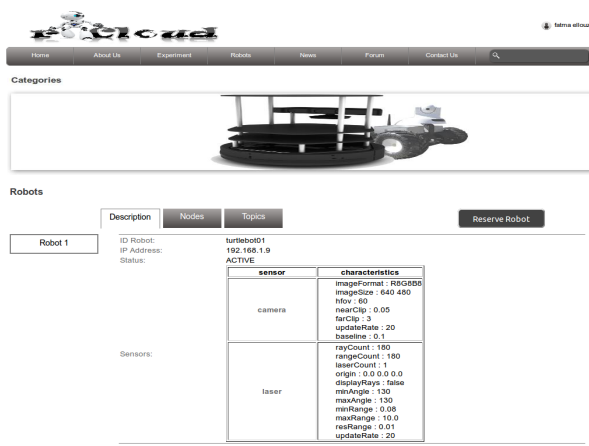 fatma ellouz
Home About Us Experiment Robots News Forum Contact Us
Categories
Robots
Description Nodes Topics Reserve Robot
Robot 1
ID Robot: turtlebot01
IP Address: 192.168.1.9
Status: ACTIVE
sensor characteristics
Sensors:
camera
imageFormat : R8G8B8
imageSize : 640 480
hfov : 60
nearClip : 0.05
farClip : 3
updateRate : 20
baseline : 0.1
laser
rayCount : 180
rangeCount : 180
laserCount : 1
origin : 0.0 0.0 0.0
displayRays : false
minAngle : 130
maxAngle : 130
minRange : 0.08
maxRange : 10.0
resRange : 0.01
updateRate : 20